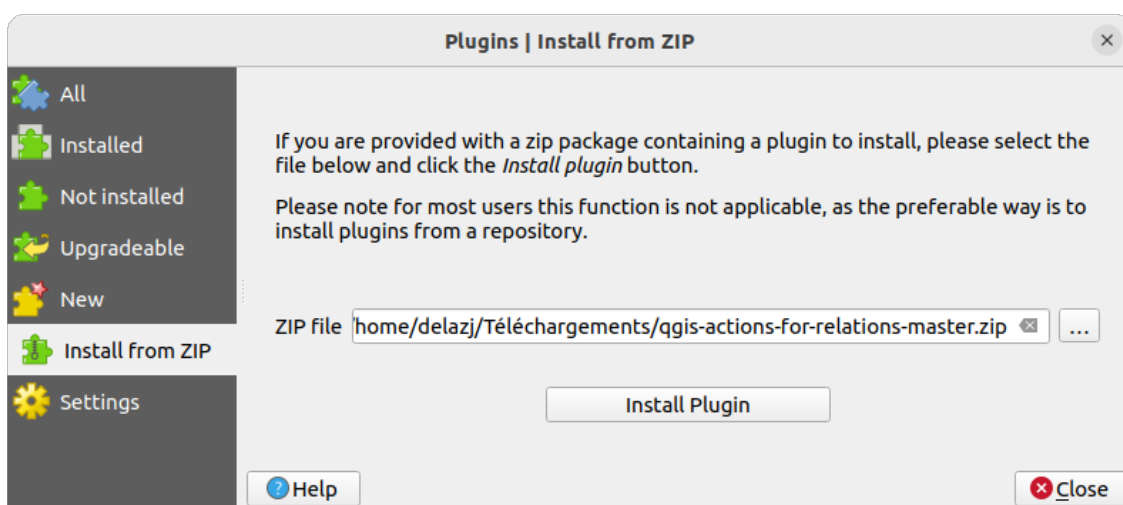 Plugins | Install from ZIP
All
Installed
Not installed
Upgradeable
New
Install from ZIP
Settings
If you are provided with a zip package containing a plugin to install, please select the
file below and click the Install plugin button.
Please note for most users this function is not applicable, as the preferable way is to
install plugins from a repository.
ZIP file /home/delazj/Téléchargements/qgis-actions-for-relations-master.zip ...
Install Plugin
Help
Close